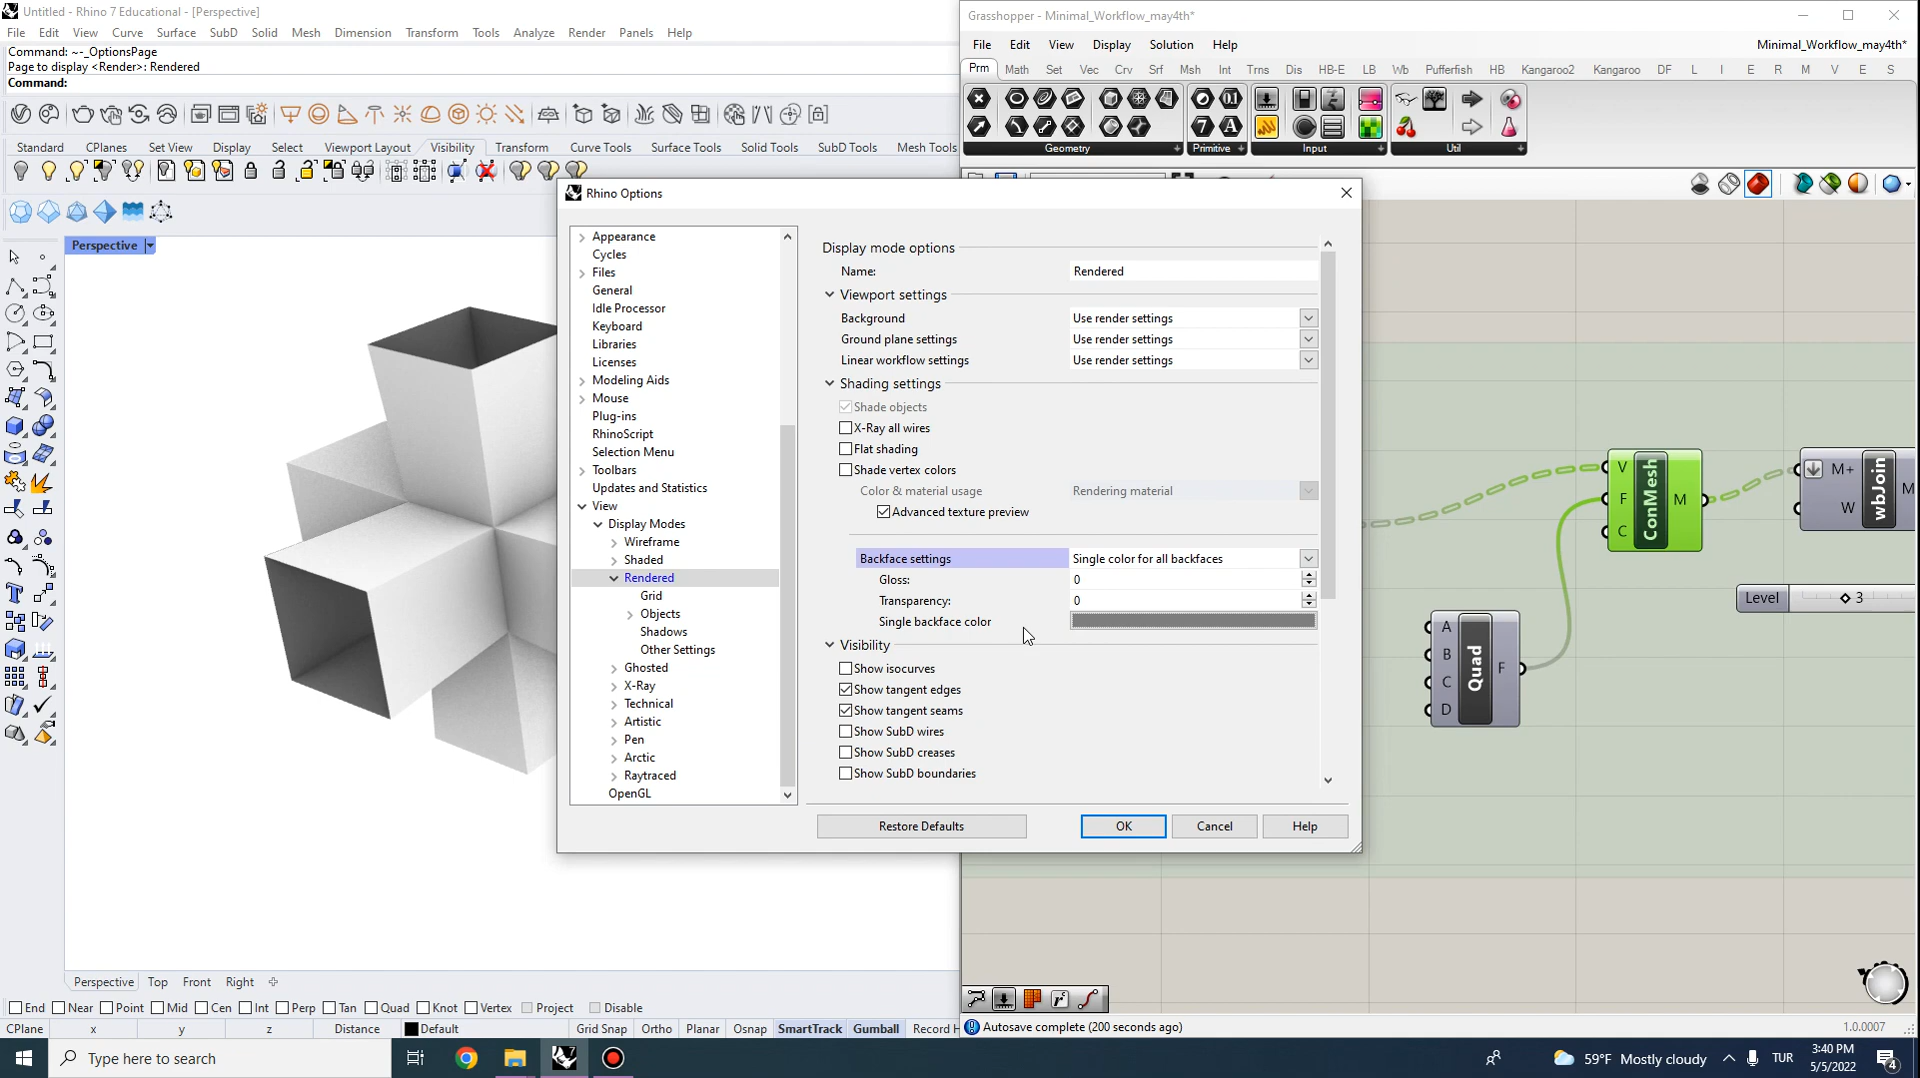 Untitled - Rhino 7 Educational - [Perspective]
File Edit View Curve Surface SubD Solid Mesh Dimension Transform Tools Analyze Render Panels Help
Command: ~-_OptionsPage
Page to display <Render>: Rendered
Command:
Standard CPlanes Set View Display Select Viewport Layout Visibility Transform Curve Tools Surface Tools Solid Tools SubD Tools Mesh Tools
Perspective
Grasshopper - Minimal_Workflow_may4th*
File Edit View Display Solution Help
Minimal_Workflow_may4th*
Prm Math Set Vec Crv Srf Msh Int Trns Dis HB-E LB Wb Pufferfish HB Kangaroo2 Kangaroo DF L I E R M V E S
Geometry Primitive Input Util
Rhino Options
Appearance
Cycles
Files
General
Idle Processor
Keyboard
Libraries
Licenses
Modeling Aids
Mouse
Plug-ins
RhinoScript
Selection Menu
Toolbars
Updates and Statistics
View
Display Modes
Wireframe
Shaded
Rendered
Grid
Objects
Shadows
Other Settings
Ghosted
X-Ray
Technical
Artistic
Pen
Arctic
Raytraced
OpenGL
Display mode options
Name: Rendered
Viewport settings
Background Use render settings
Ground plane settings Use render settings
Linear workflow settings Use render settings
Shading settings
Shade objects
X-Ray all wires
Flat shading
Shade vertex colors
Color & material usage Rendering material
Advanced texture preview
Backface settings Single color for all backfaces
Gloss: 0
Transparency: 0
Single backface color
Visibility
Show isocurves
Show tangent edges
Show tangent seams
Show SubD wires
Show SubD creases
Show SubD boundaries
Restore Defaults OK Cancel Help
V
F
C
ConMesh
M
M+
W
wbJoin
M
Level 3
A
B
C
D
Quad
F
Perspective Top Front Right
End Near Point Mid Cen Int Perp Tan Quad Knot Vertex Project Disable
CPlane x y z Distance Default Grid Snap Ortho Planar Osnap SmartTrack Gumball Record H
Autosave complete (200 seconds ago)
1.0.0007
Type here to search
59°F Mostly cloudy
TUR
3:40 PM
5/5/2022
4